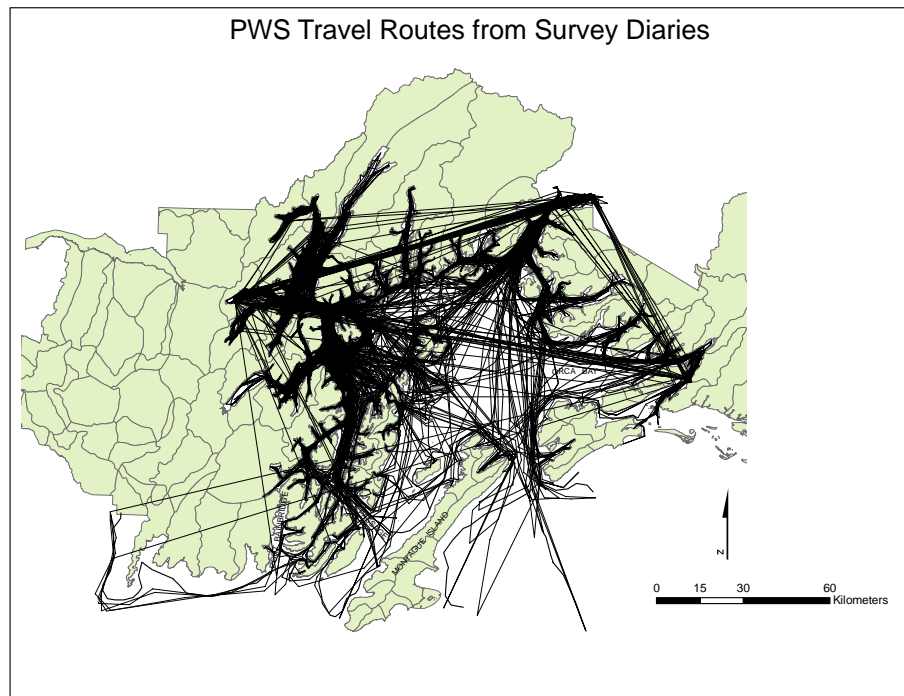 PWS Travel Routes from Survey Diaries
ORCA BAY
MONTAGUE ISLAND
N
0 15 30 60
Kilometers